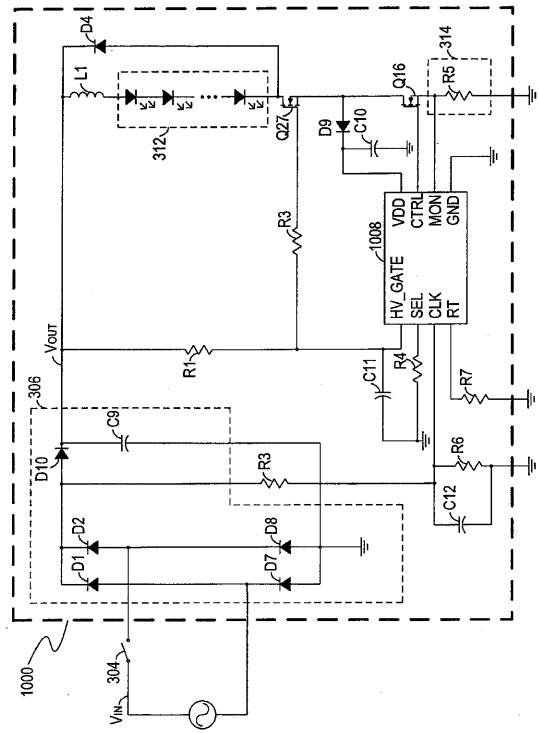 1000
304
VIN
306
D1
D2
D7
D8
D10
C9
R3
C12
R6
VOUT
R1
C11
R4
R7
R3
HV_GATE
SEL
CLK
RT
1008
VDD
CTRL
MON
GND
L1
D4
312
Q27
D9
C10
Q16
314
R5